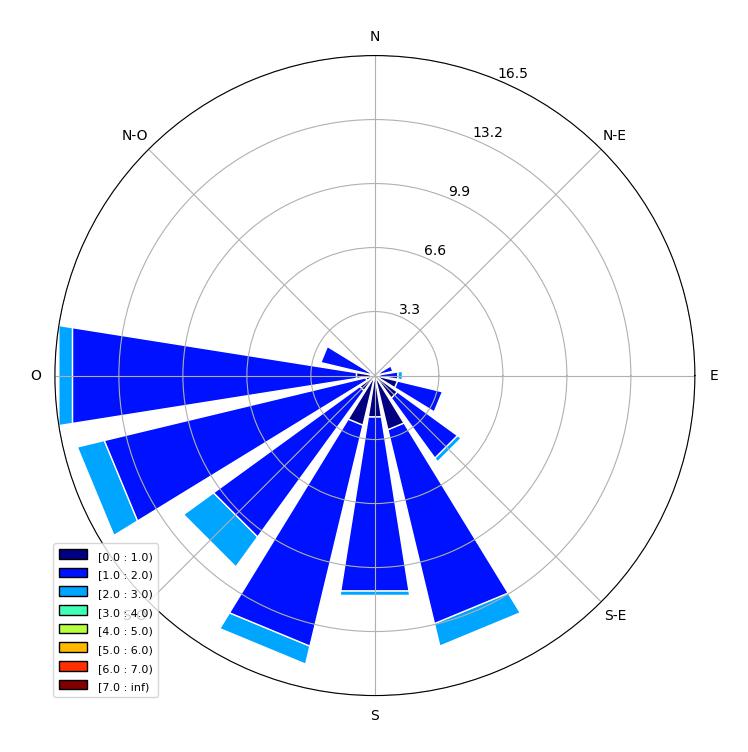 N
16.5
N-O
13.2
N-E
9.9
6.6
3.3
O
E
[0.0 : 1.0)
[1.0 : 2.0)
[2.0 : 3.0)
[3.0 : 4.0)
[4.0 : 5.0)
[5.0 : 6.0)
[6.0 : 7.0)
[7.0 : inf)
S-E
S